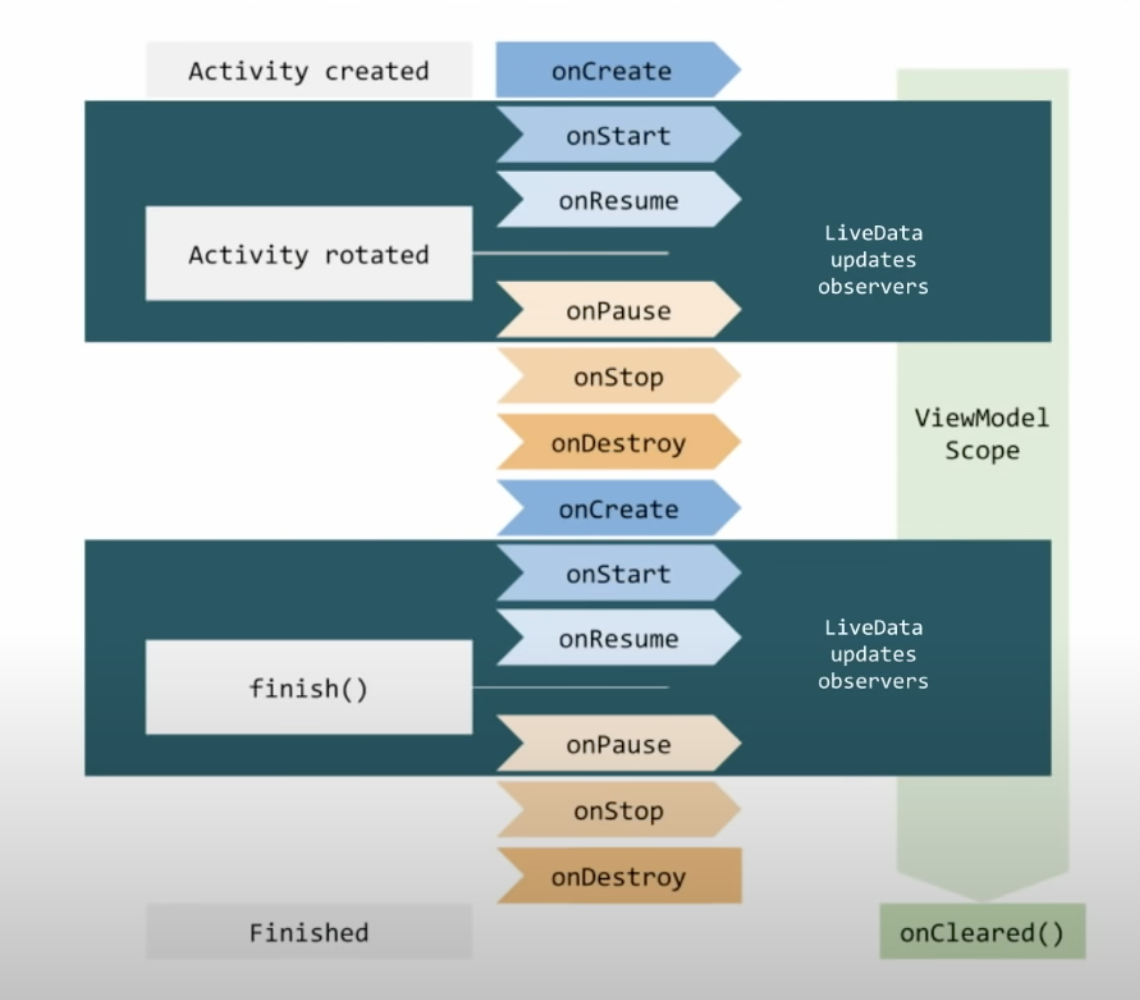 Activity created
onCreate
onStart
onResume
Activity rotated
LiveData
updates
observers
onPause
onStop
ViewModel
Scope
onDestroy
onCreate
onStart
onResume
LiveData
updates
observers
finish()
onPause
onStop
onDestroy
Finished
onCleared()